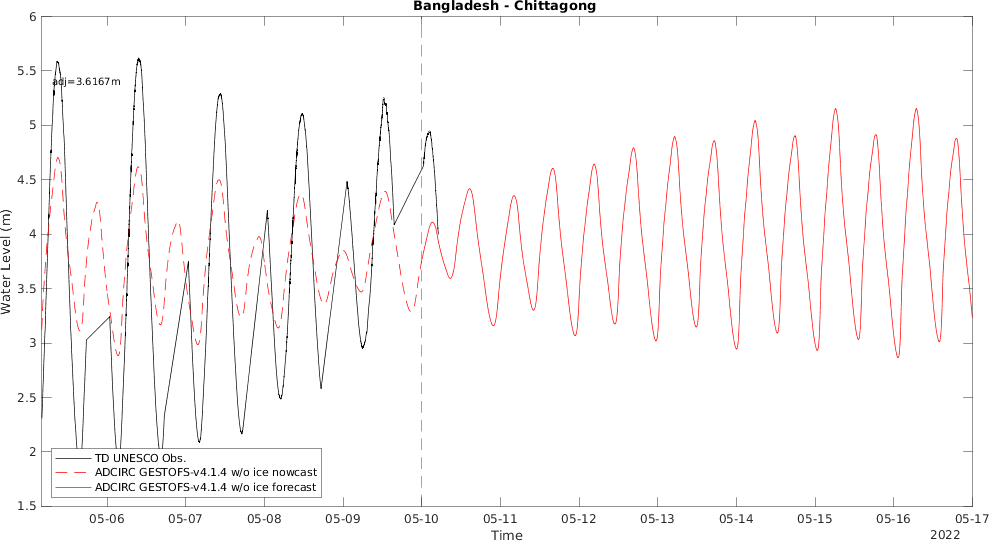 Bangladesh - Chittagong
6
5.5
adj=3.6167m
5
4.5
4
3.5
3
2.5
2
1.5
Water Level (m)
TD UNESCO Obs.
ADCIRC GESTOFS-v4.1.4 w/o ice nowcast
ADCIRC GESTOFS-v4.1.4 w/o ice forecast
05-06 05-07 05-08 05-09 05-10 05-11 05-12 05-13 05-14 05-15 05-16 05-17
Time
2022